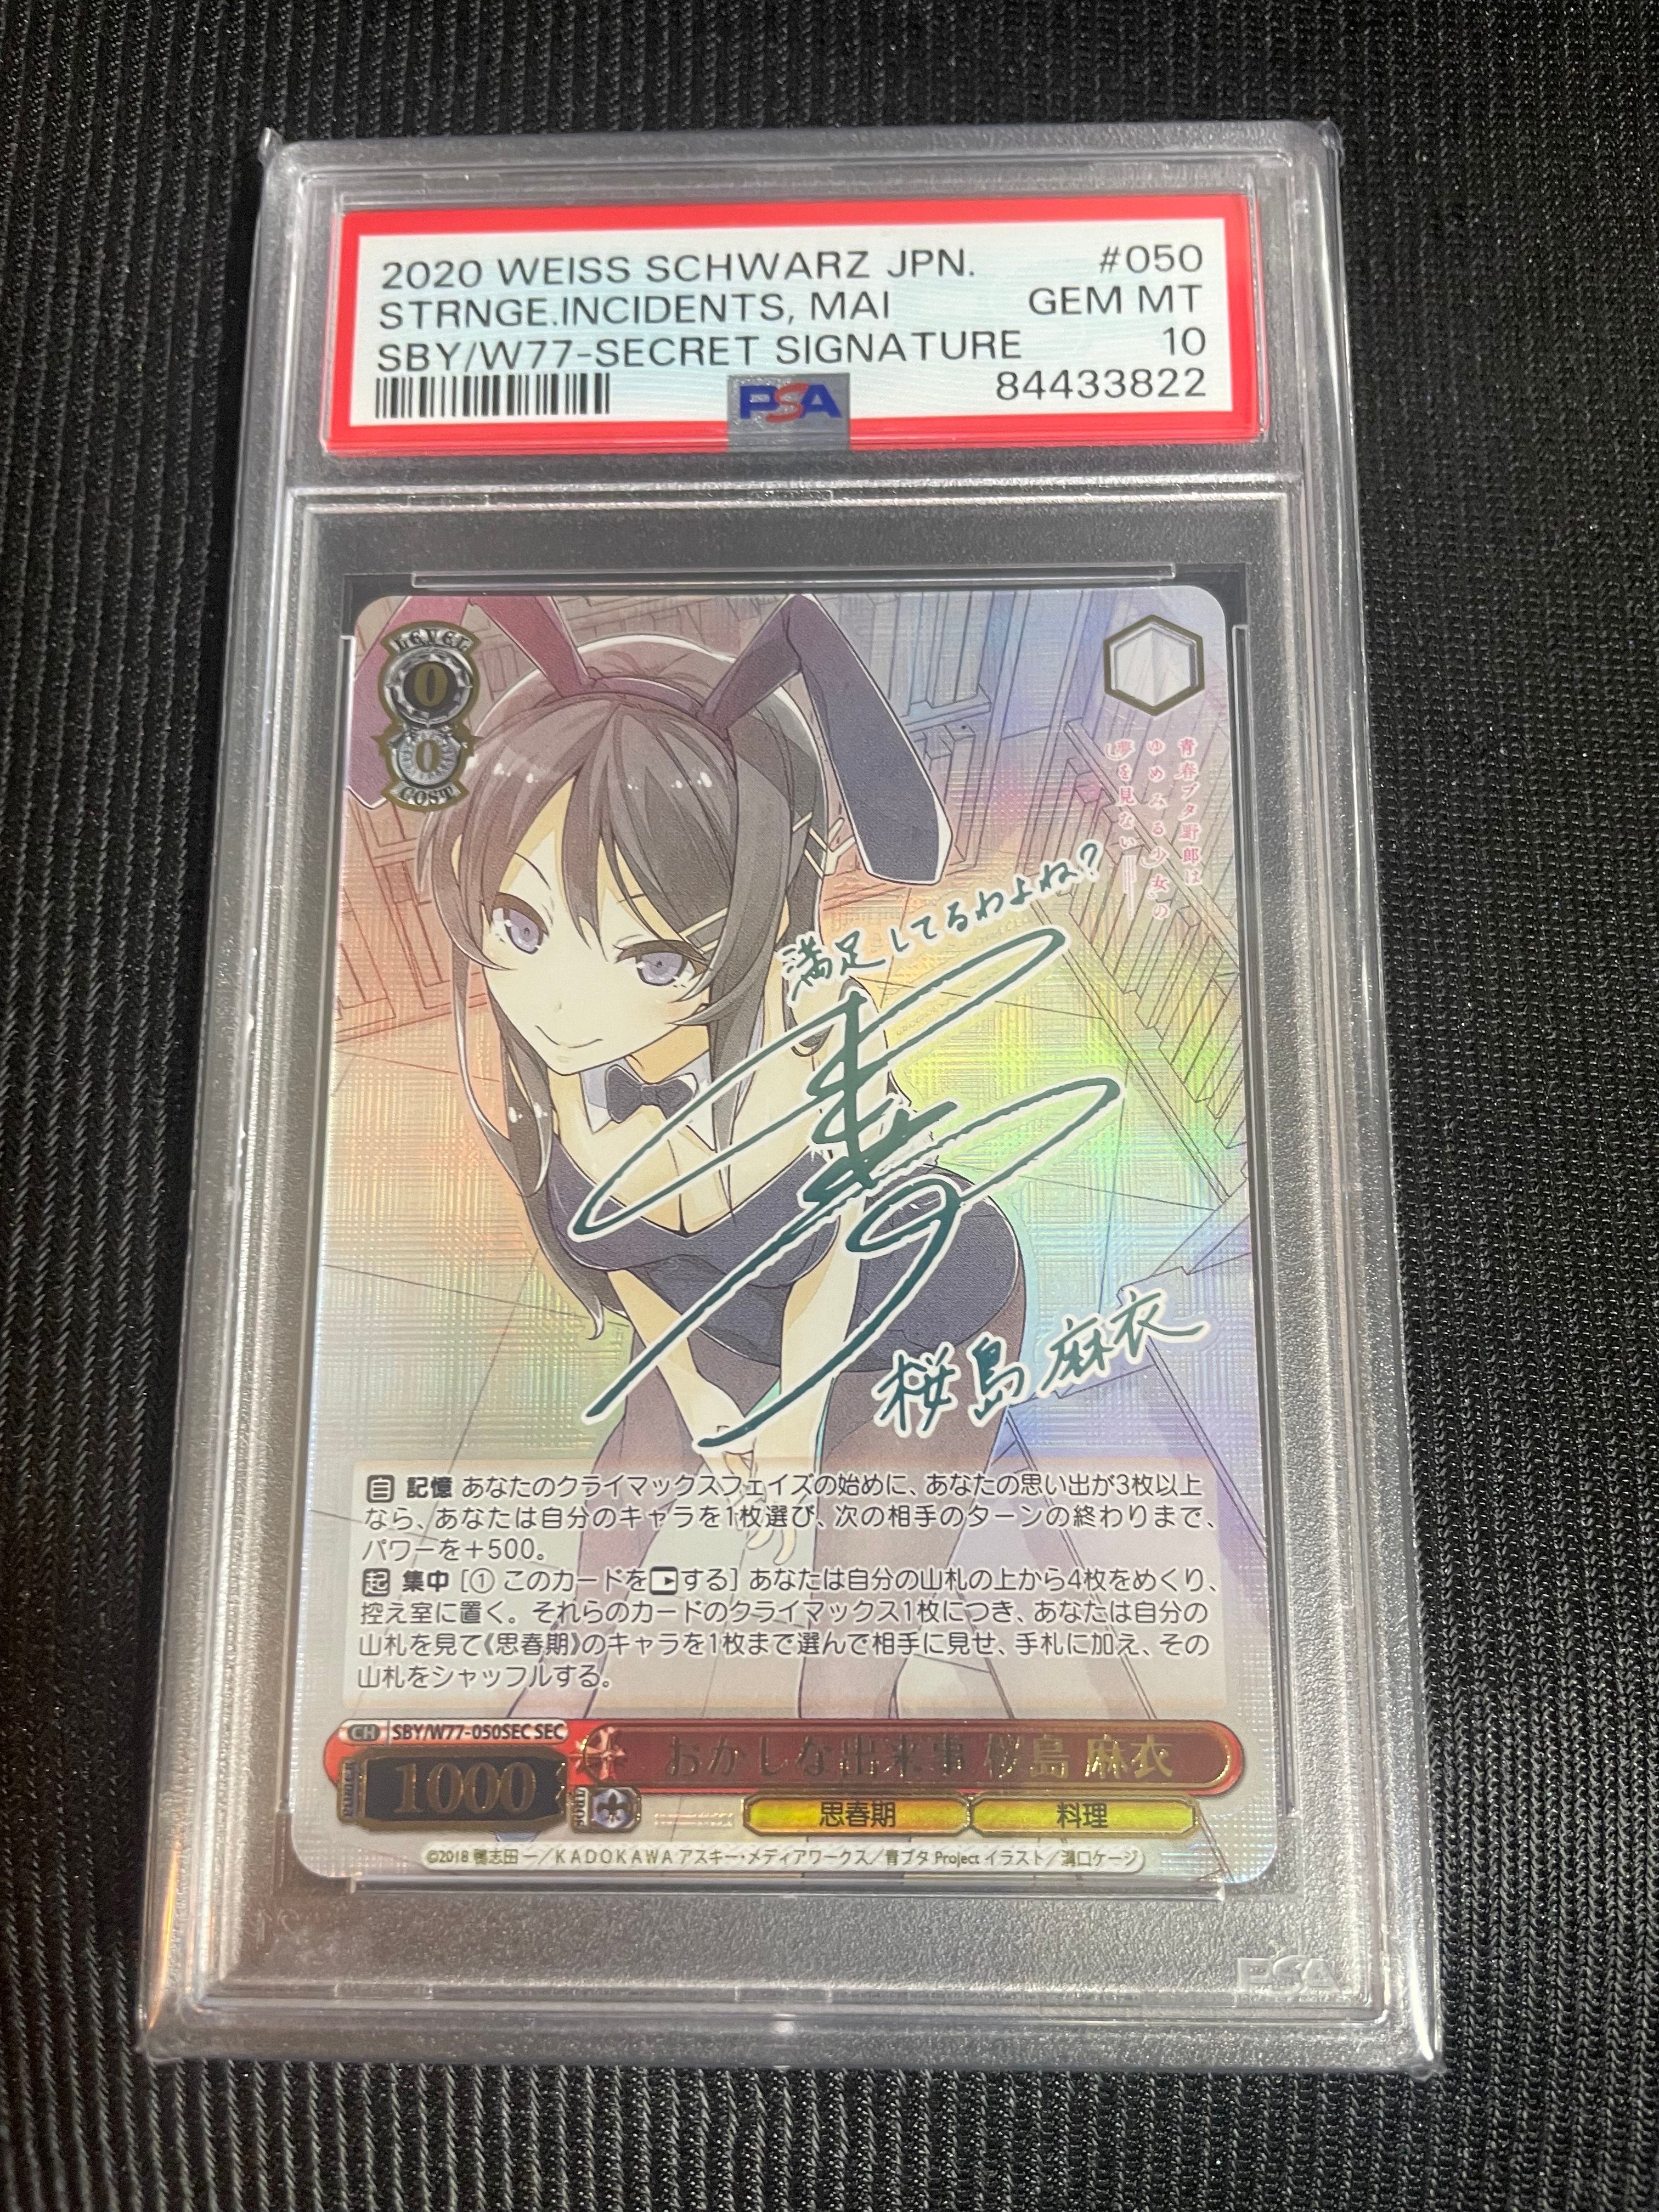 2020 WEISS SCHWARZ JPN. #050
STRNGE.INCIDENTS, MAI GEM MT
SBY/W77-SECRET SIGNATURE 10
84433822
PSA
LEVEL
0
0
COST
青春ブタ野郎は
ゆめみる少女の
夢を見ない
満足してるわよね?
桜島麻衣
自 記憶 あなたのクライマックスフェイズの始めに、あなたの思い出が3枚以上
なら、あなたは自分のキャラを1枚選び、次の相手のターンの終わりまで、
パワーを+500。
起 集中 [① このカードをする] あなたは自分の山札の上から4枚をめくり、
控え室に置く。それらのカードのクライマックス1枚につき、あなたは自分の
山札を見て《思春期》のキャラを1枚まで選んで相手に見せ、手札に加え、その
山札をシャッフルする。
CH SBY/W77-050SEC SEC
おかしな出来事 桜島 麻衣
POWER 1000
思春期 料理
©2018 鴨志田 一/KADOKAWA アスキー・メディアワークス/青ブタ Project イラスト/溝口ケージ
PSA